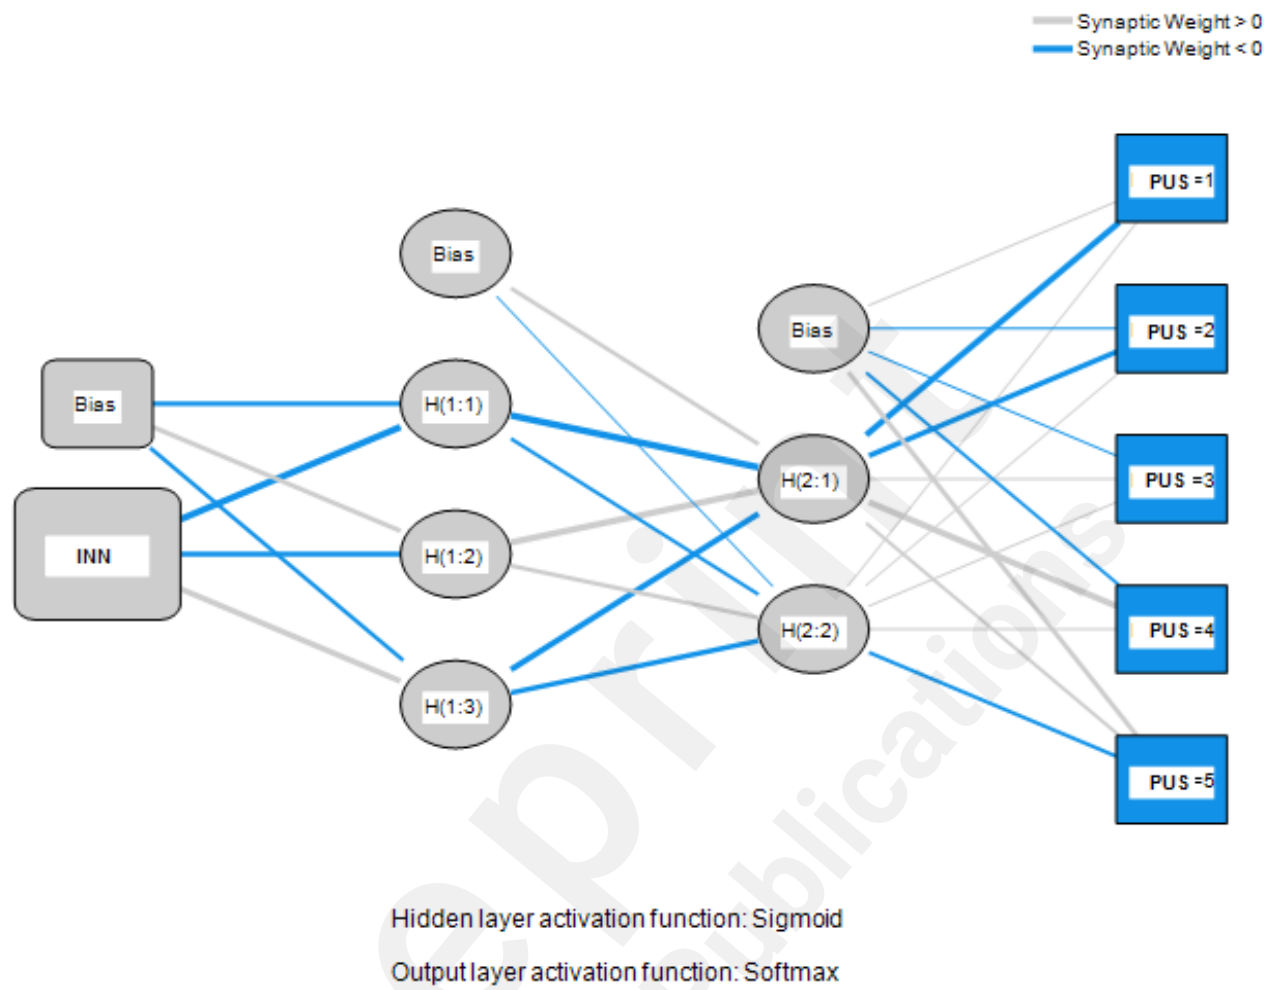 Synaptic Weight > 0
Synaptic Weight < 0
PUS =1
Bias
Bias
PUS =2
Bias
H(1:1)
H(2:1)
PUS =3
INN
H(1:2)
H(2:2)
PUS =4
H(1:3)
PUS =5
Hidden layer activation function: Sigmoid
Output layer activation function: Softmax